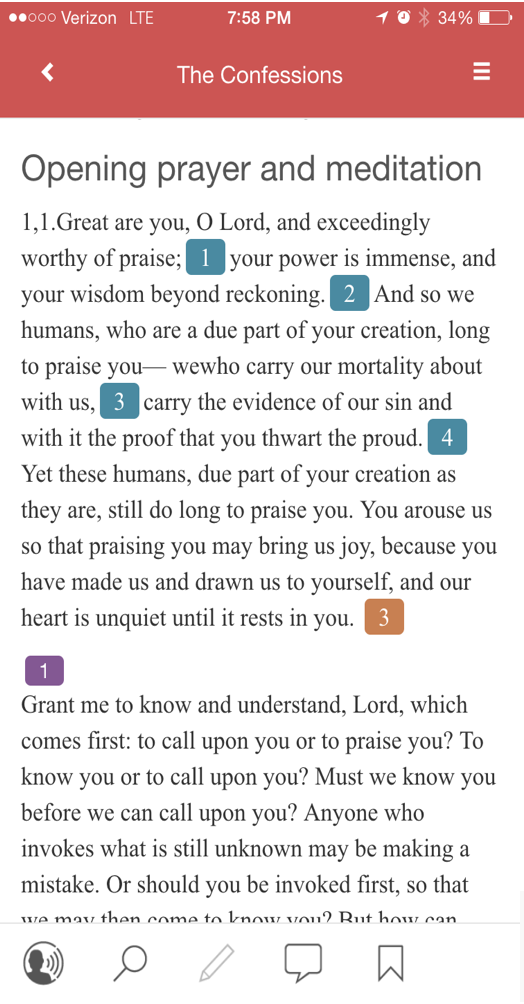 Verizon LTE 7:58 PM 34%
The Confessions
Opening prayer and meditation
1,1.Great are you, O Lord, and exceedingly
worthy of praise; 1 your power is immense, and
your wisdom beyond reckoning. 2 And so we
humans, who are a due part of your creation, long
to praise you— wewho carry our mortality about
with us, 3 carry the evidence of our sin and
with it the proof that you thwart the proud. 4
Yet these humans, due part of your creation as
they are, still do long to praise you. You arouse us
so that praising you may bring us joy, because you
have made us and drawn us to yourself, and our
heart is unquiet until it rests in you. 3
1
Grant me to know and understand, Lord, which
comes first: to call upon you or to praise you? To
know you or to call upon you? Must we know you
before we can call upon you? Anyone who
invokes what is still unknown may be making a
mistake. Or should you be invoked first, so that
we may then come to know you? But how can